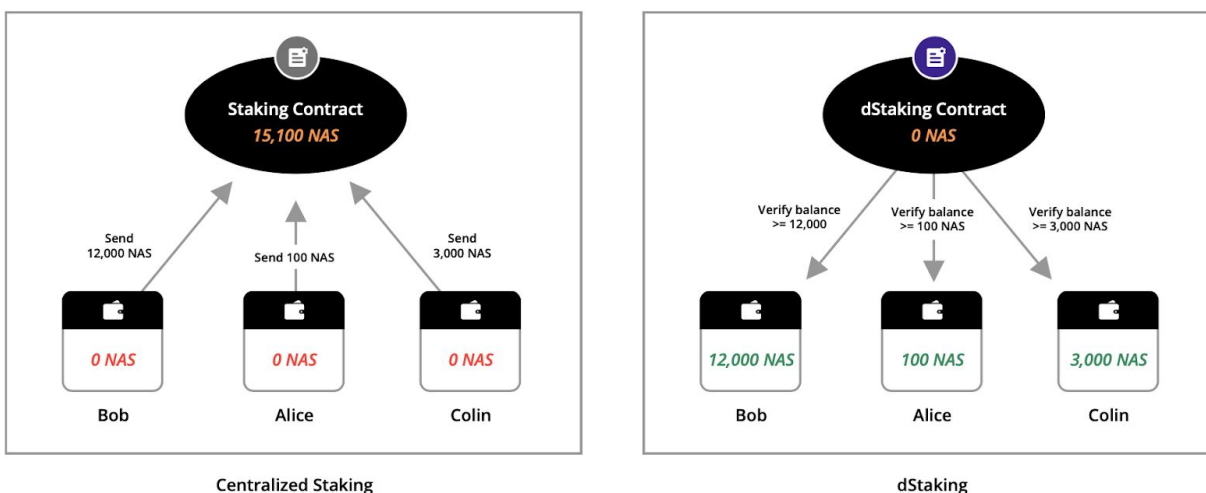 Staking Contract
15,100 NAS
Send
12,000 NAS
Send 100 NAS
Send
3,000 NAS
0 NAS
0 NAS
0 NAS
Bob
Alice
Colin
Centralized Staking
dStaking Contract
0 NAS
Verify balance
>= 12,000
Verify balance
>= 100 NAS
Verify balance
>= 3,000 NAS
12,000 NAS
100 NAS
3,000 NAS
Bob
Alice
Colin
dStaking